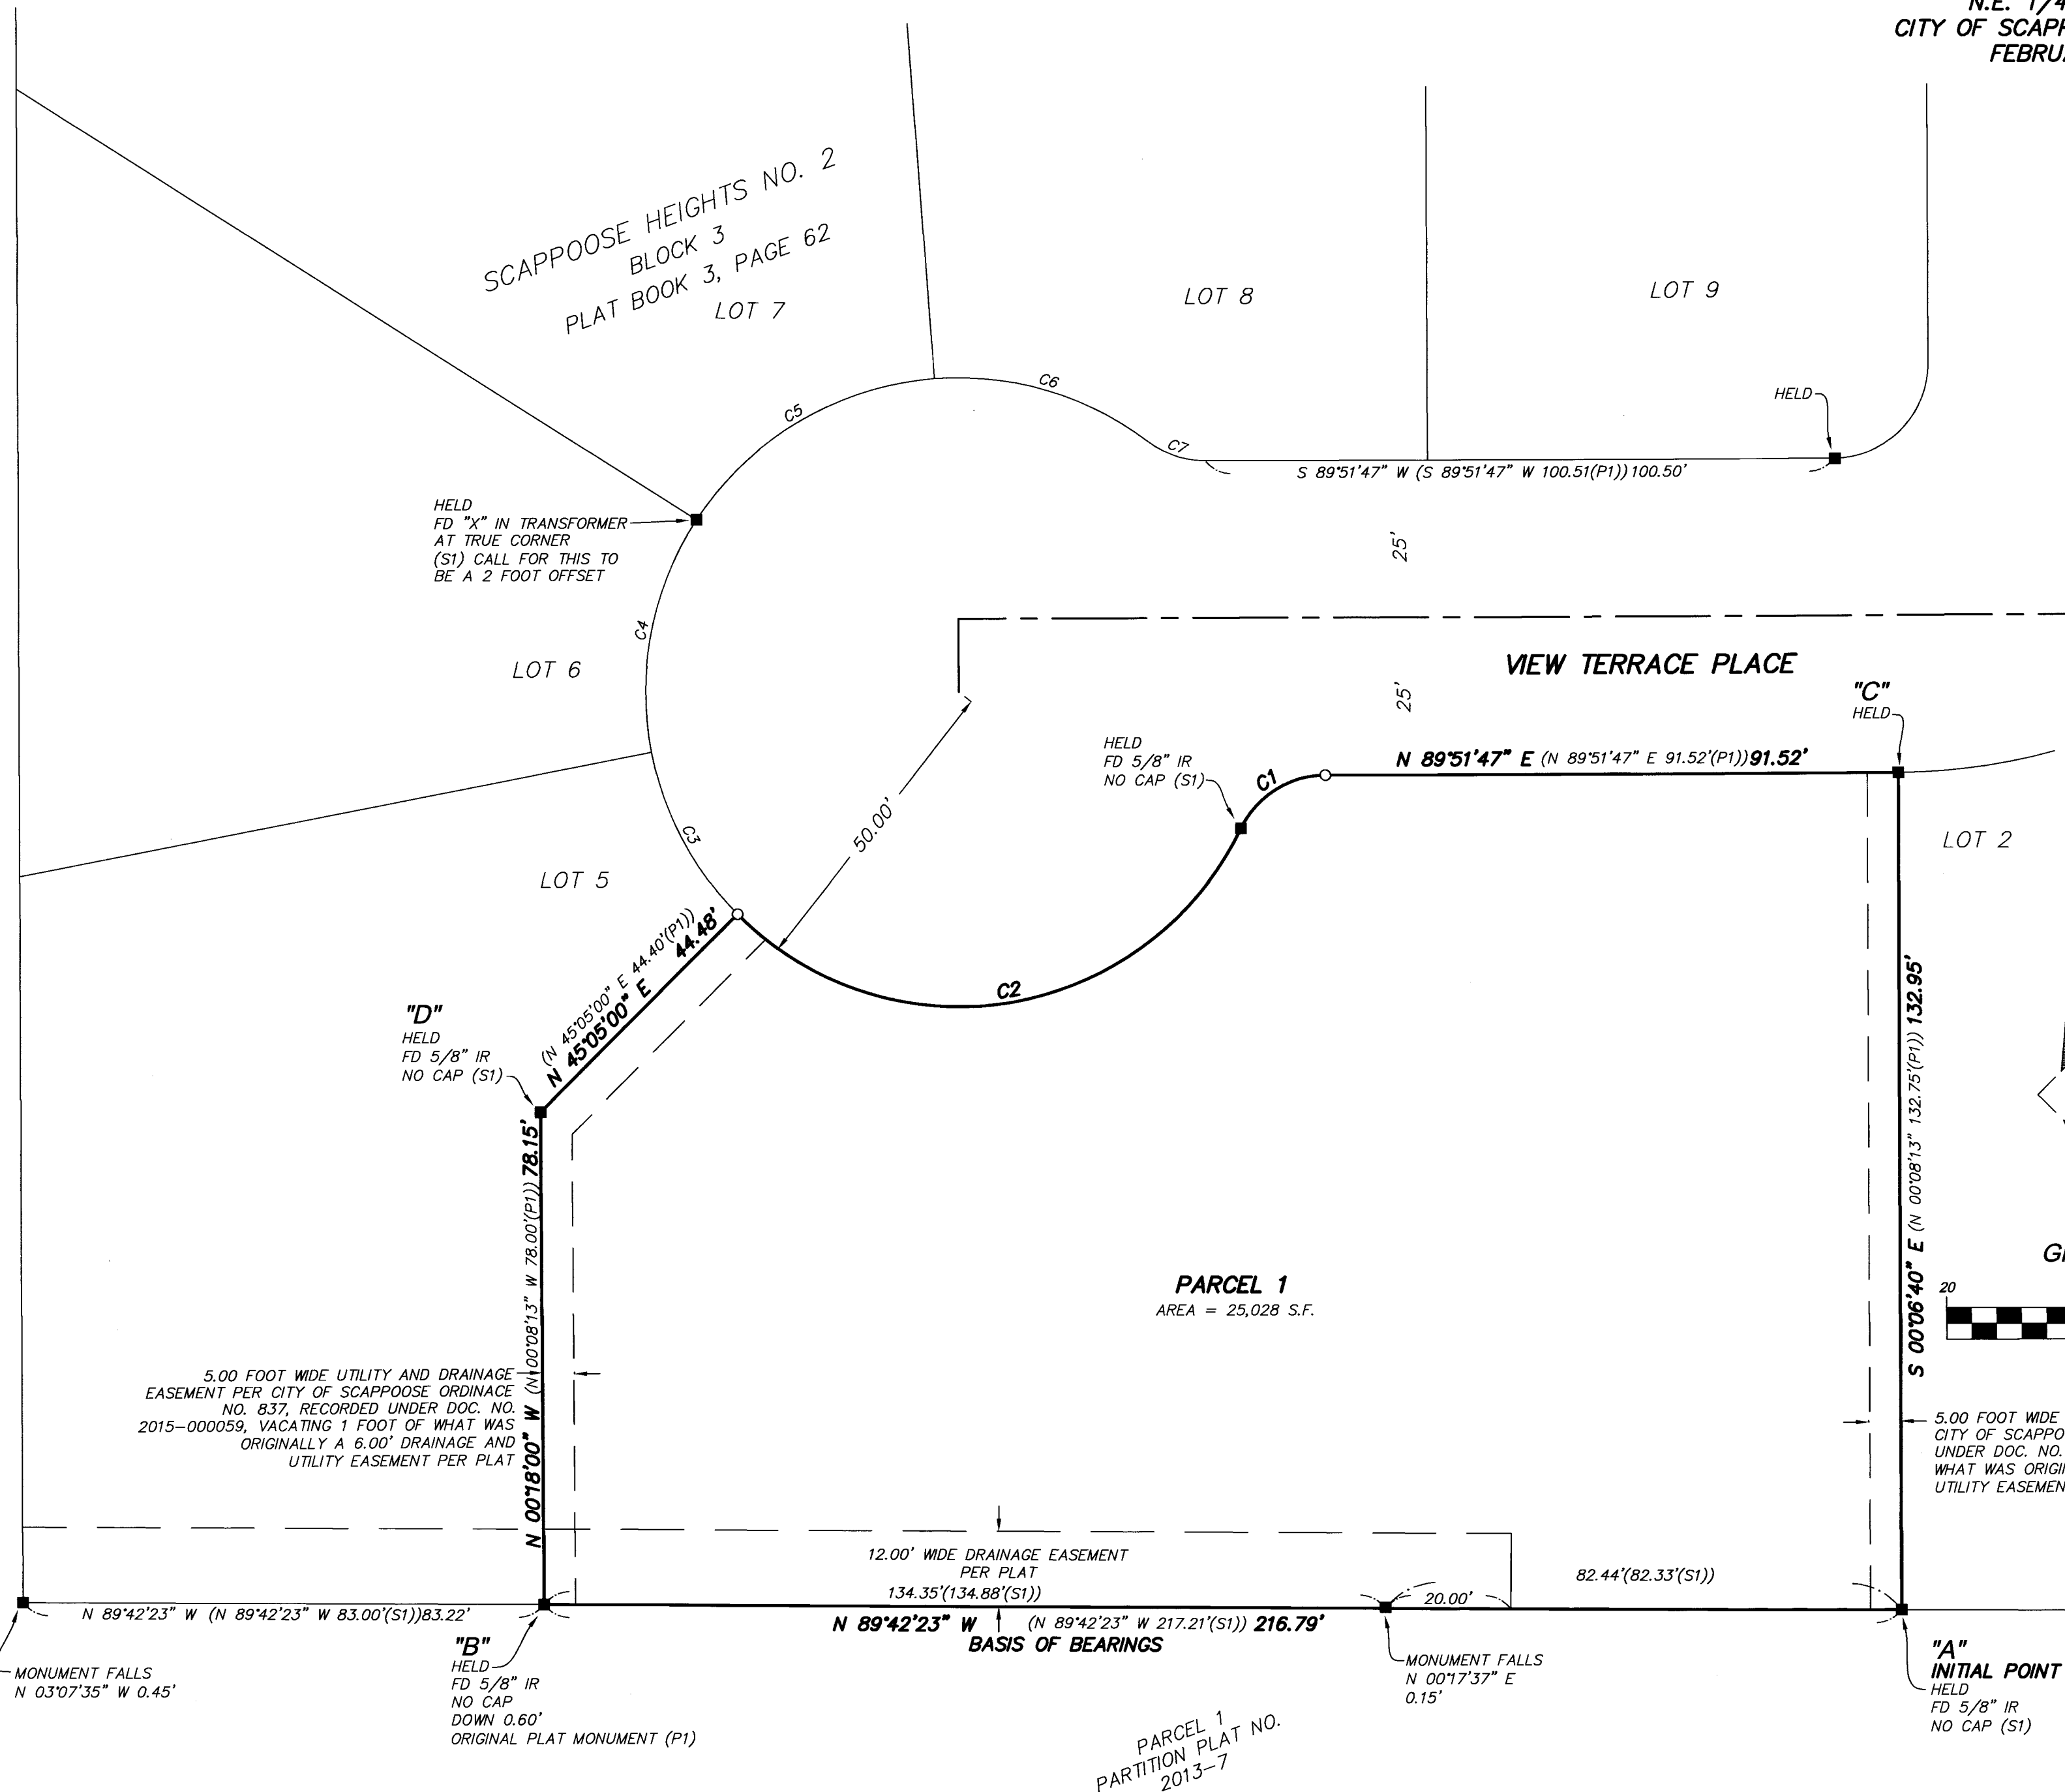 N.E. 1/4
CITY OF SCAPP
FEBRU
SCAPPOOSE HEIGHTS NO. 2
BLOCK 3
PLAT BOOK 3, PAGE 62
LOT 7
LOT 8
LOT 9
C6
C5
C7
HELD
S 89°51'47" W (S 89°51'47" W 100.51(P1))100.50'
HELD
FD "X" IN TRANSFORMER
AT TRUE CORNER
(S1) CALL FOR THIS TO
BE A 2 FOOT OFFSET
25'
C4
LOT 6
VIEW TERRACE PLACE
25'
"C"
HELD
HELD
FD 5/8" IR
NO CAP (S1)
N 89°51'47" E (N 89°51'47" E 91.52'(P1))91.52'
C1
50.00'
C3
LOT 2
LOT 5
(N 45°05'00" E 44.40'(P1))
N 45°05'00" E 44.48'
C2
"D"
HELD
FD 5/8" IR
NO CAP (S1)
S 00°06'40" E (N 00°08'13" 132.75'(P1)) 132.95'
N 00°18'00" W (N 00°08'13" W 78.00'(P1)) 78.15'
PARCEL 1
AREA = 25,028 S.F.
20
5.00 FOOT WIDE UTILITY AND DRAINAGE
EASEMENT PER CITY OF SCAPPOOSE ORDINACE
NO. 837, RECORDED UNDER DOC. NO.
2015-000059, VACATING 1 FOOT OF WHAT WAS
ORIGINALLY A 6.00' DRAINAGE AND
UTILITY EASEMENT PER PLAT
5.00 FOOT WIDE
CITY OF SCAPPO
UNDER DOC. NO.
WHAT WAS ORIGI
UTILITY EASEMEN
12.00' WIDE DRAINAGE EASEMENT
PER PLAT
134.35'(134.88'(S1))
20.00'
82.44'(82.33'(S1))
N 89°42'23" W (N 89°42'23" W 83.00'(S1))83.22'
N 89°42'23" W (N 89°42'23" W 217.21'(S1)) 216.79'
BASIS OF BEARINGS
MONUMENT FALLS
N 03°07'35" W 0.45'
"B"
HELD
FD 5/8" IR
NO CAP
DOWN 0.60'
ORIGINAL PLAT MONUMENT (P1)
MONUMENT FALLS
N 00°17'37" E
0.15'
"A"
INITIAL POINT
HELD
FD 5/8" IR
NO CAP (S1)
PARCEL 1
PARTITION PLAT NO.
2013-7